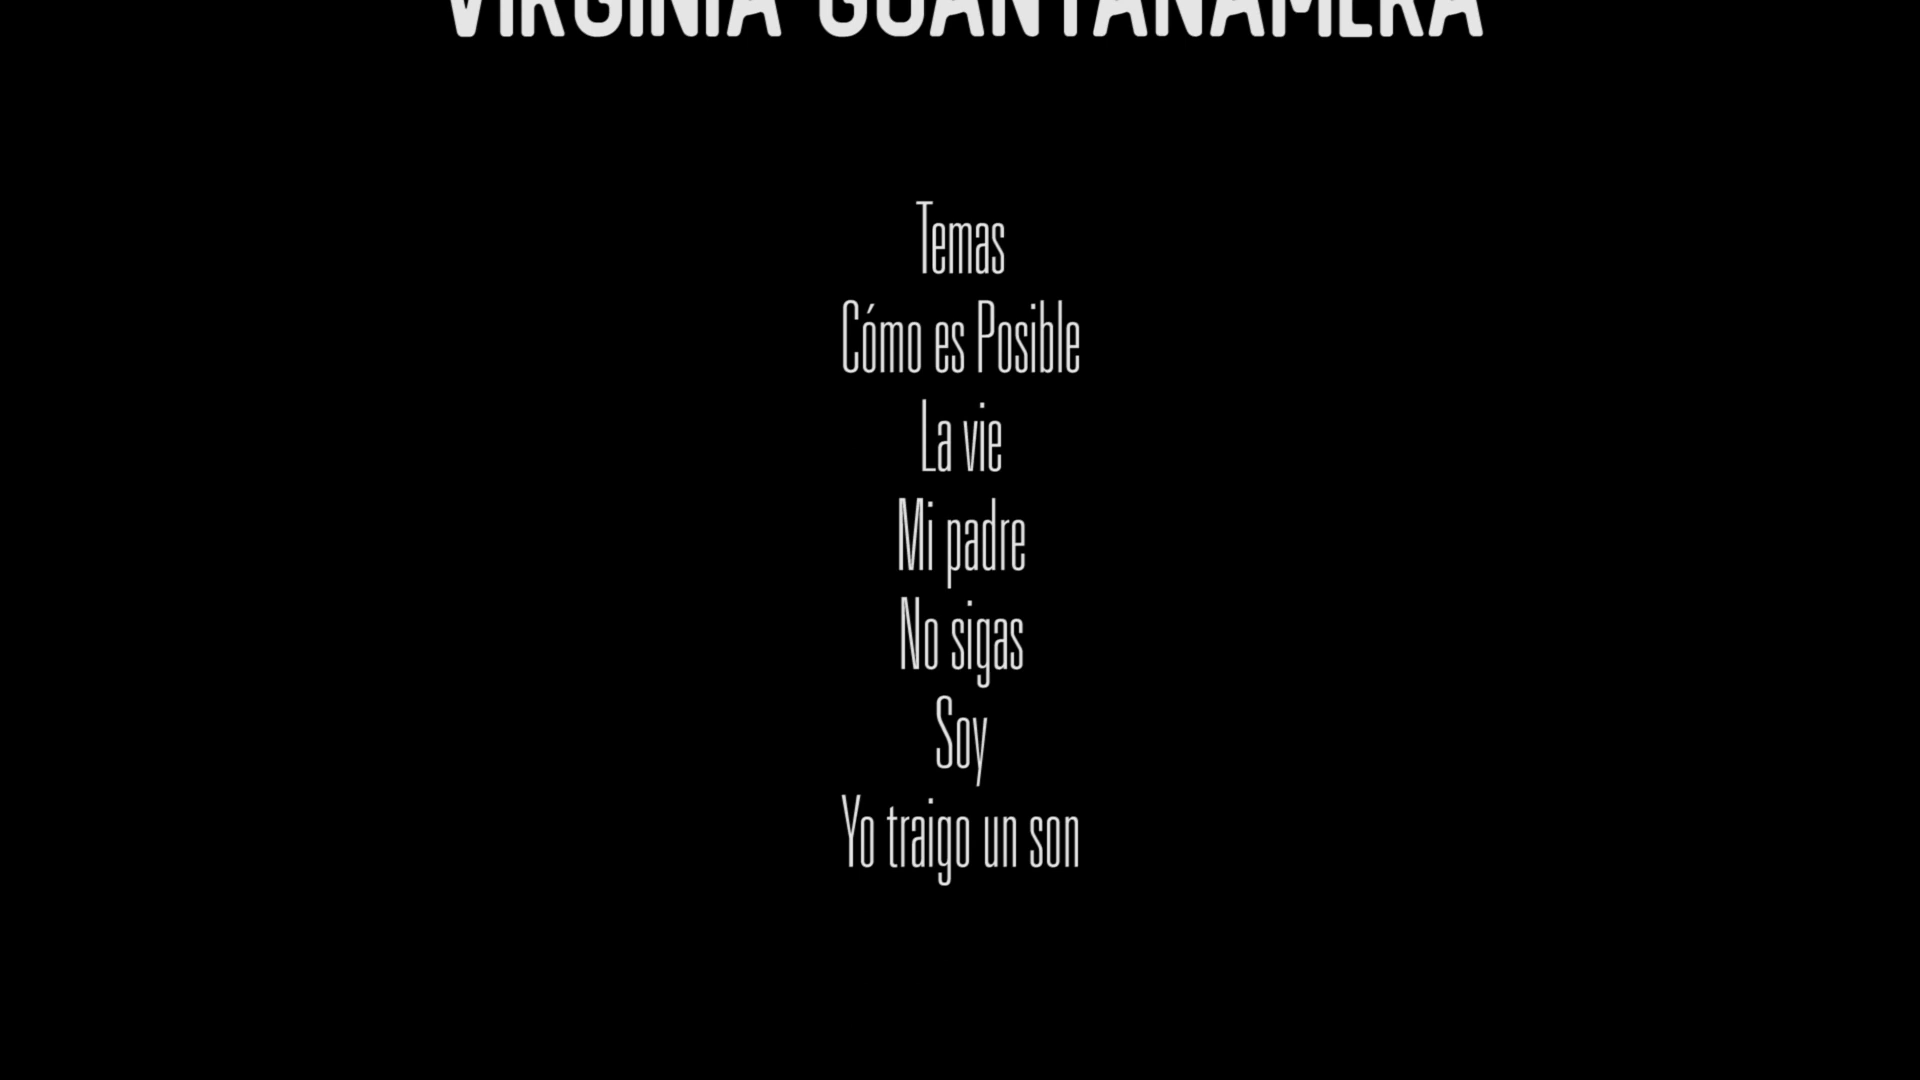 VIRGINIA GUANTANAMERA
Temas
Cómo es Posible
La vie
Mi padre
No sigas
Soy
Yo traigo un son